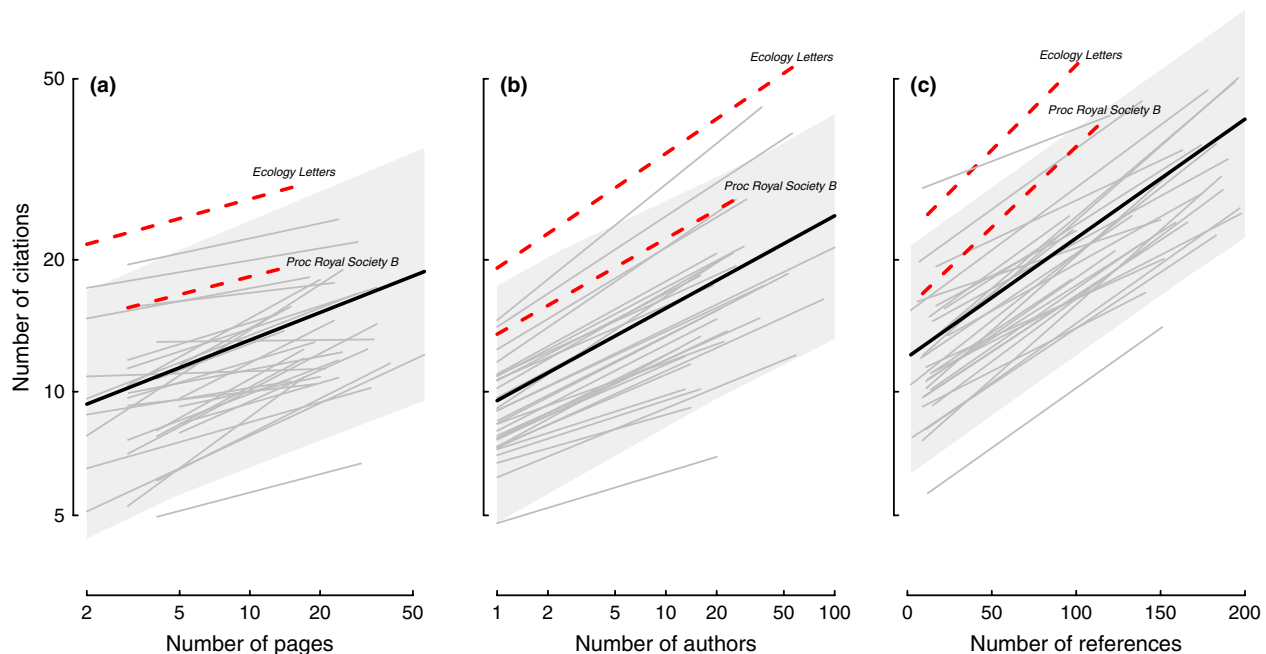 Number of citations
50
20
10
5
(a)
Ecology Letters
Proc Royal Society B
2 5 10 20 50
Number of pages
(b)
Ecology Letters
Proc Royal Society B
1 2 5 10 20 50 100
Number of authors
(c)
Ecology Letters
Proc Royal Society B
0 50 100 150 200
Number of references